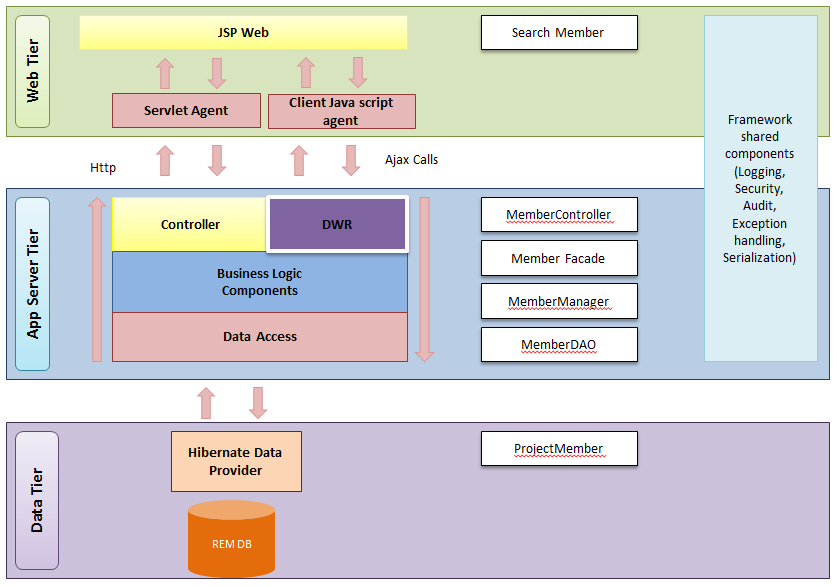 Web Tier
JSP Web
Search Member
Servlet Agent
Client Java script
agent
Http
Ajax Calls
Framework
shared
components
(Logging,
Security,
Audit,
Exception
handling,
Serialization)
App Server Tier
Controller
DWR
Business Logic
Components
Data Access
MemberController
Member Facade
MemberManager
MemberDAO
Data Tier
Hibernate Data
Provider
REM DB
ProjectMember